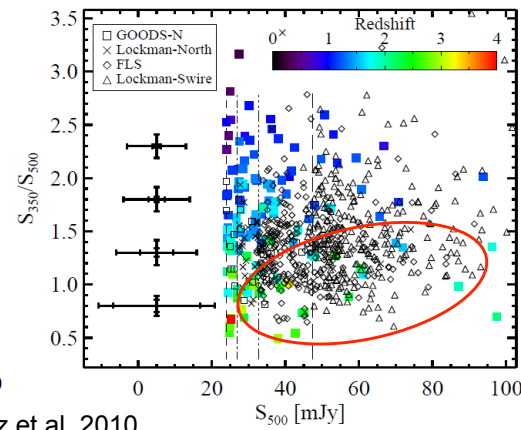 GOODS-N
Lockman-North
FLS
Lockman-Swire
Redshift
0 1 2 3 4
3.5
3.0
2.5
2.0
1.5
1.0
0.5
S350/S500
0 20 40 60 80 100
S500 [mJy]
z et al. 2010